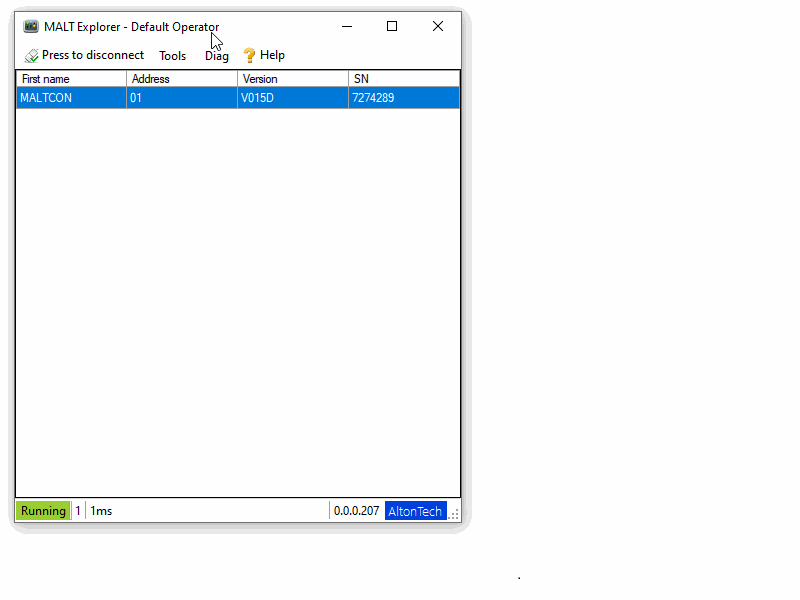 MALT Explorer - Default Operator
Press to disconnect Tools Diag Help
First name Address Version SN
MALTCON 01 V015D 7274289
Running 1 1ms 0.0.0.207 AltonTech
.